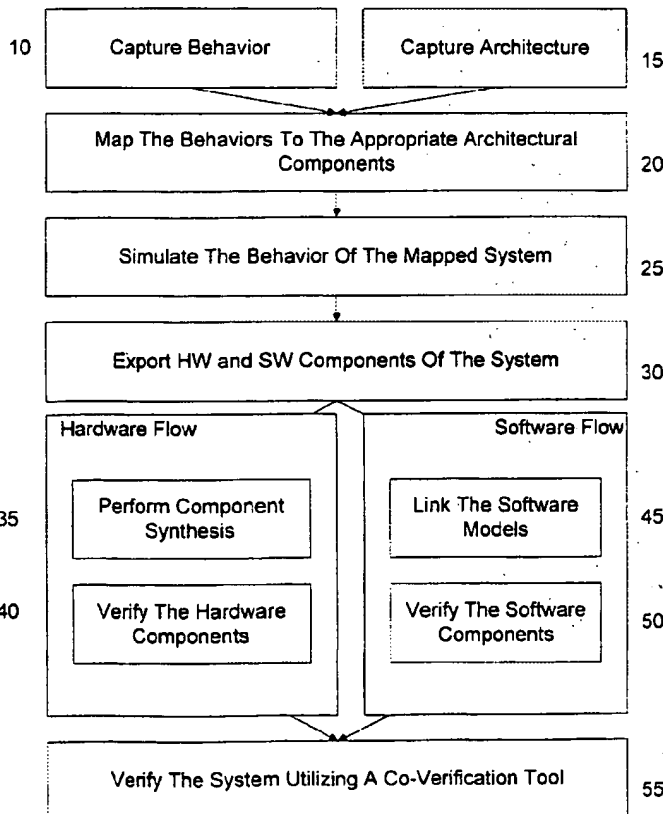 10
Capture Behavior
Capture Architecture
15
Map The Behaviors To The Appropriate Architectural
Components
20
Simulate The Behavior Of The Mapped System
25
Export HW and SW Components Of The System
30
Hardware Flow
Software Flow
35
Perform Component
Synthesis
Link The Software
Models
45
40
Verify The Hardware
Components
Verify The Software
Components
50
Verify The System Utilizing A Co-Verification Tool
55